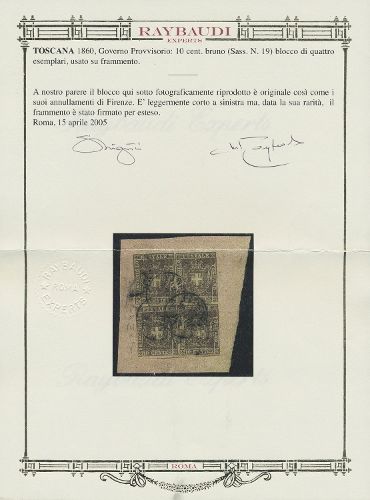 RAYBAUDI
EXPERTS
TOSCANA 1860, Governo Provvisorio: 10 cent. bruno (Sass. N. 19) blocco di quattro
esemplari, usato su frammento.
A nostro parere il blocco qui sotto fotograficamente riprodotto è originale così come i
suoi annullamenti di Firenze. E' leggermente corto a sinistra ma, data la sua rarità, il
frammento è stato firmato per esteso.
Roma, 15 aprile 2005
RAYBAUDI
ROMA
EXPERTS
Raybaudi Experts
ROMA